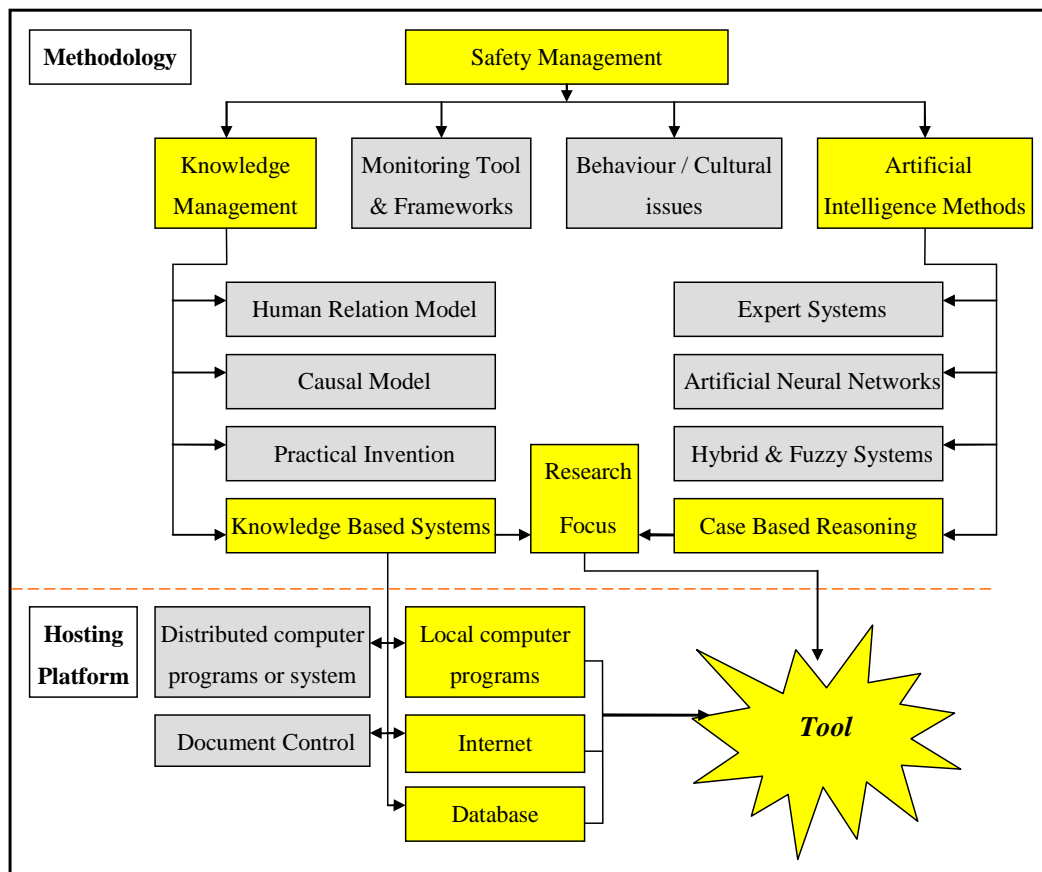 Methodology
Safety Management
Knowledge
Management
Monitoring Tool
& Frameworks
Behaviour / Cultural
issues
Artificial
Intelligence Methods
Human Relation Model
Causal Model
Practical Invention
Knowledge Based Systems
Research
Focus
Expert Systems
Artificial Neural Networks
Hybrid & Fuzzy Systems
Case Based Reasoning
Hosting
Platform
Distributed computer
programs or system
Document Control
Local computer
programs
Internet
Database
Tool